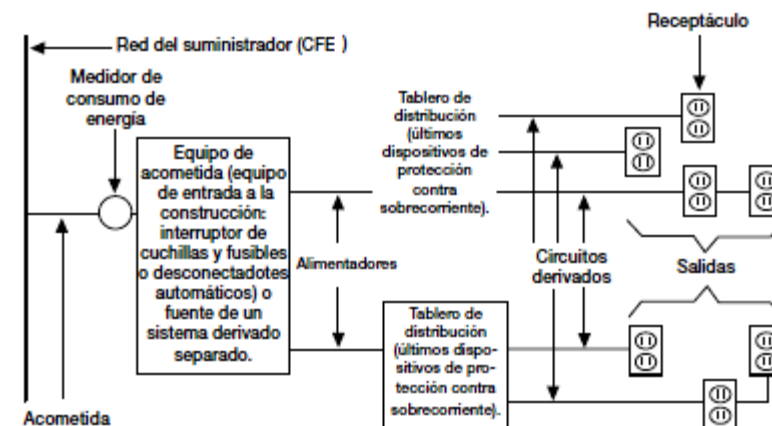 Receptáculo
Red del suministrador (CFE )
Medidor de
consumo de
energía
Equipo de
acometida (equipo
de entrada a la
construcción:
interruptor de
cuchillas y fusibles
o desconectadotes
automáticos) o
fuente de un
sistema derivado
separado.
Acometida
Alimentadores
Tablero de
distribución
(últimos
dispositivos de
protección
contra
sobrecorriente).
Tablero de
distribución
(últimos dispo-
sitivos de pro-
tección contra
sobrecorriente).
Circuitos
derivados
Salidas